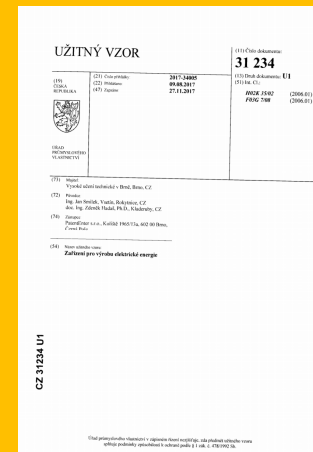 UŽITNÝ VZOR
(11) Číslo dokumentu:
31 234
(13) Druh dokumentu: U1
(51) Int. Cl.:
H02K 35/02 (2006.01)
F03G 7/08 (2006.01)
(19)
ČESKÁ
REPUBLIKA
(21) Číslo přihlášky: 2017-34005
(22) Přihlášeno: 09.08.2017
(47) Zapsáno: 27.11.2017
ÚŘAD
PRŮMYSLOVÉHO
VLASTNICTVÍ
(73) Majitel:
Vysoké učení technické v Brně, Brno, CZ
(72) Původce:
Ing. Jan Smilek, Vsetín, Rokytnice, CZ
doc. Ing. Zdeněk Hadaš, Ph.D., Kladeruby, CZ
(74) Zástupce:
PatentEnter s.r.o., Koliště 1965/13a, 602 00 Brno,
Černá Pole
(54) Název užitného vzoru:
Zařízení pro výrobu elektrické energie
CZ 31234 U1
Úřad průmyslového vlastnictví v zápisném řízení nezjišťuje, zda předmět užitného vzoru
splňuje podmínky způsobilosti k ochraně podle § 1 zák. č. 478/1992 Sb.